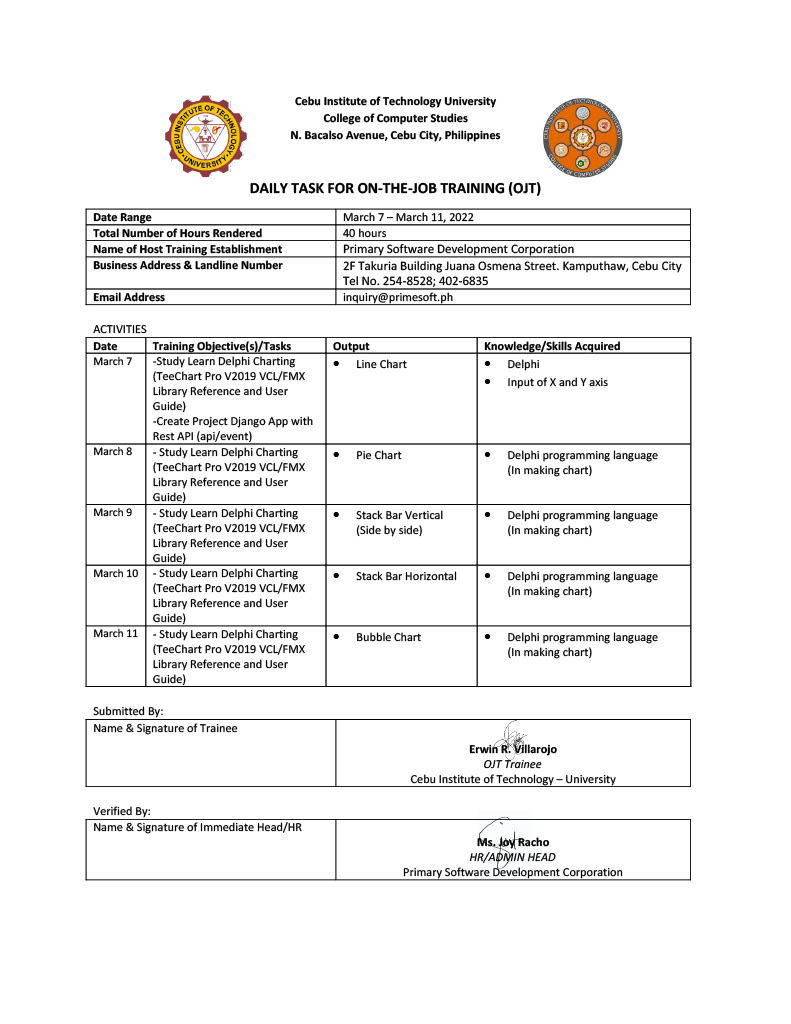 Cebu Institute of Technology University
College of Computer Studies
N. Bacalso Avenue, Cebu City, Philippines
CEBU INSTITUTE OF TECHNOLOGY
UNIVERSITY
COLLEGE OF COMPUTER STUDIES
DAILY TASK FOR ON-THE-JOB TRAINING (OJT)
Date Range March 7 – March 11, 2022
Total Number of Hours Rendered 40 hours
Name of Host Training Establishment Primary Software Development Corporation
Business Address & Landline Number 2F Takuria Building Juana Osmena Street. Kamputhaw, Cebu City
Tel No. 254-8528; 402-6835
Email Address inquiry@primesoft.ph
ACTIVITIES
Date Training Objective(s)/Tasks Output Knowledge/Skills Acquired
March 7
-Study Learn Delphi Charting
(TeeChart Pro V2019 VCL/FMX
Library Reference and User
Guide)
-Create Project Django App with
Rest API (api/event)
• Line Chart
• Delphi
• Input of X and Y axis
March 8
- Study Learn Delphi Charting
(TeeChart Pro V2019 VCL/FMX
Library Reference and User
Guide)
• Pie Chart
• Delphi programming language
(In making chart)
March 9
- Study Learn Delphi Charting
(TeeChart Pro V2019 VCL/FMX
Library Reference and User
Guide)
• Stack Bar Vertical
(Side by side)
• Delphi programming language
(In making chart)
March 10
- Study Learn Delphi Charting
(TeeChart Pro V2019 VCL/FMX
Library Reference and User
Guide)
• Stack Bar Horizontal
• Delphi programming language
(In making chart)
March 11
- Study Learn Delphi Charting
(TeeChart Pro V2019 VCL/FMX
Library Reference and User
Guide)
• Bubble Chart
• Delphi programming language
(In making chart)
Submitted By:
Name & Signature of Trainee
Erwin R. Villarojo
OJT Trainee
Cebu Institute of Technology – University
Verified By:
Name & Signature of Immediate Head/HR
Ms. Joy Racho
HR/ADMIN HEAD
Primary Software Development Corporation